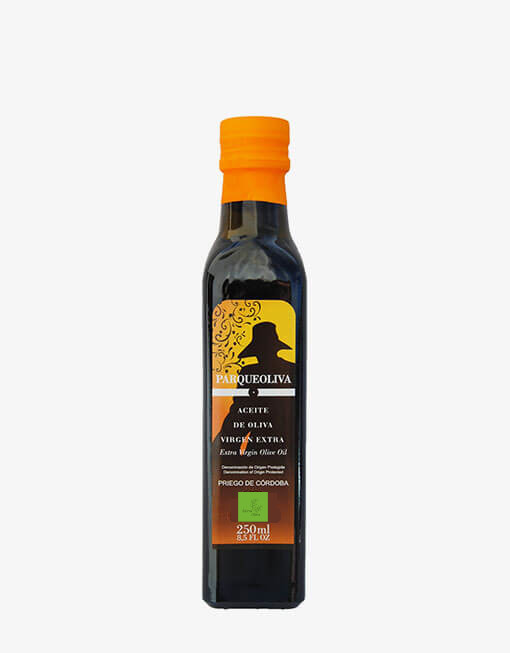 PARQUEOLIVA
ACEITE
DE OLIVA
VIRGEN EXTRA
Extra Virgin Olive Oil
Denominación de Origen Protegida
Denomination of Origin Protected
PRIEGO DE CÓRDOBA
250ml
8,5 FL OZ